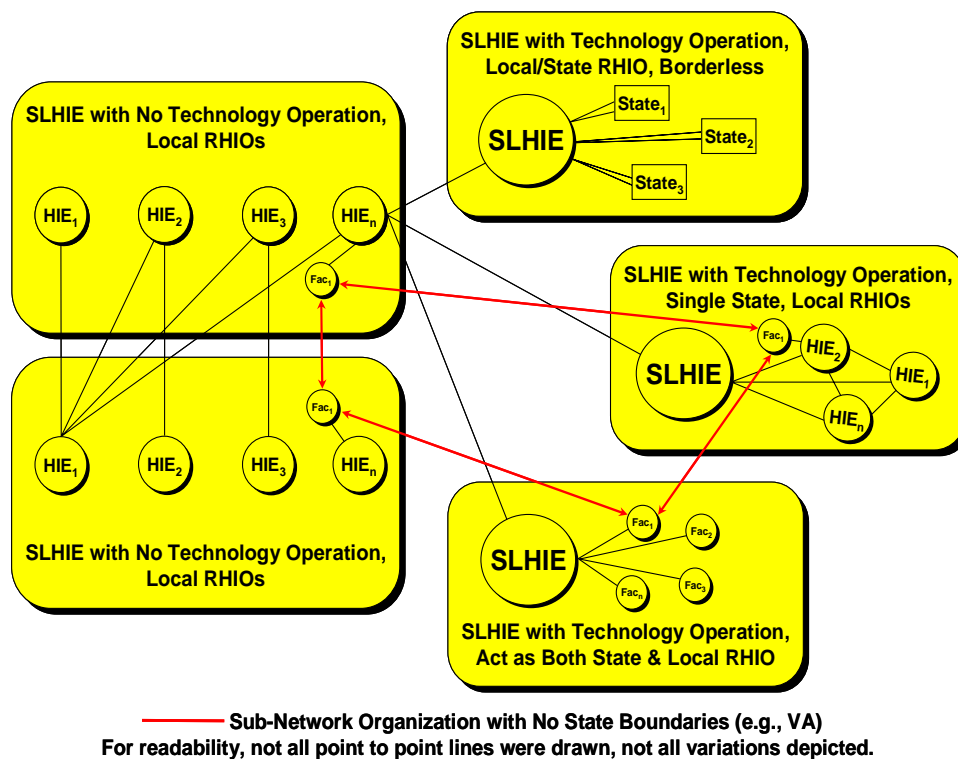 SLHIE with No Technology Operation,
Local RHIOs
HIE1
HIE2
HIE3
HIEn
Fac1
SLHIE with Technology Operation,
Local/State RHIO, Borderless
SLHIE
State1
State2
State3
SLHIE with Technology Operation,
Single State, Local RHIOs
SLHIE
Fac1
HIE2
HIE1
HIEn
Fac1
HIE1
HIE2
HIE3
HIEn
SLHIE with No Technology Operation,
Local RHIOs
SLHIE
Fac1
Fac2
Fac3
Facn
SLHIE with Technology Operation,
Act as Both State & Local RHIO
Sub-Network Organization with No State Boundaries (e.g., VA)
For readability, not all point to point lines were drawn, not all variations depicted.